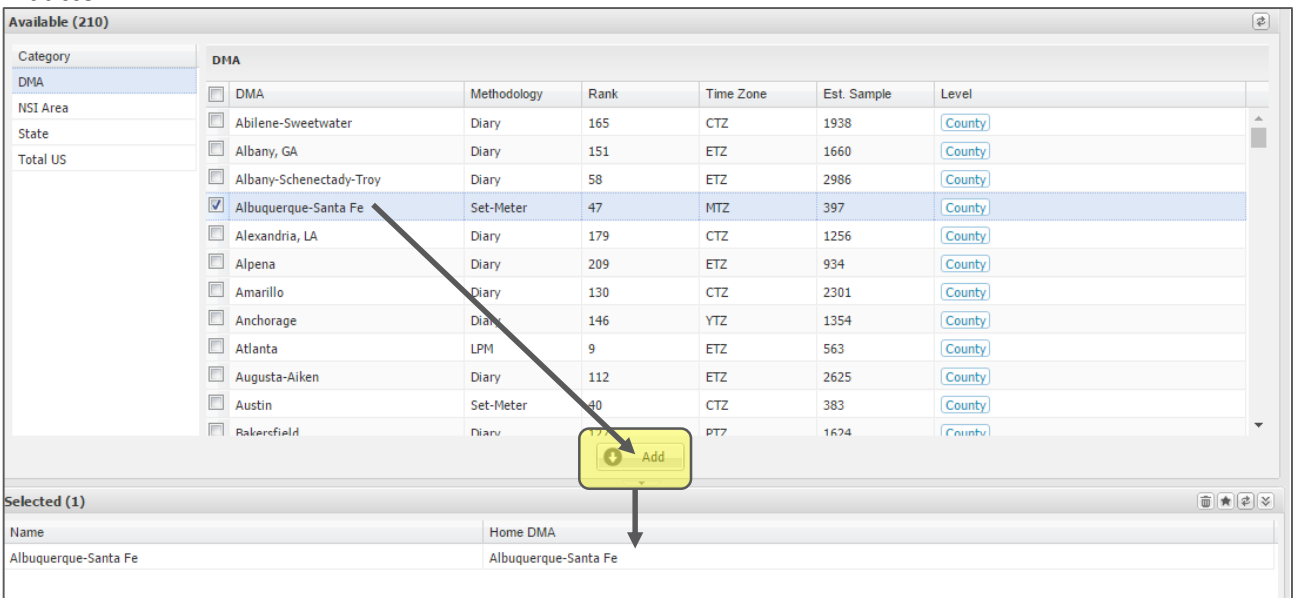 Available (210)
Category
DMA
NSI Area
State
Total US
DMA
DMA Methodology Rank Time Zone Est. Sample Level
Abilene-Sweetwater Diary 165 CTZ 1938 County
Albany, GA Diary 151 ETZ 1660 County
Albany-Schenectady-Troy Diary 58 ETZ 2986 County
Albuquerque-Santa Fe Set-Meter 47 MTZ 397 County
Alexandria, LA Diary 179 CTZ 1256 County
Alpena Diary 209 ETZ 934 County
Amarillo Diary 130 CTZ 2301 County
Anchorage Diary 146 YTZ 1354 County
Atlanta LPM 9 ETZ 563 County
Augusta-Aiken Diary 112 ETZ 2625 County
Austin Set-Meter 40 CTZ 383 County
Bakersfield Diary PTZ 1624 County
Add
Selected (1)
Name Home DMA
Albuquerque-Santa Fe Albuquerque-Santa Fe